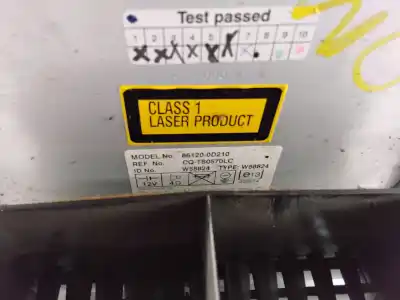 Test passed
1 2 3 4 5 6 7 8 9 10
CLASS 1
LASER PRODUCT
MODEL No. 86120-0D210
REF. No. CQ-TS0570LC
ID No. W58824 TYPE: W58824
12V 4Ω e13